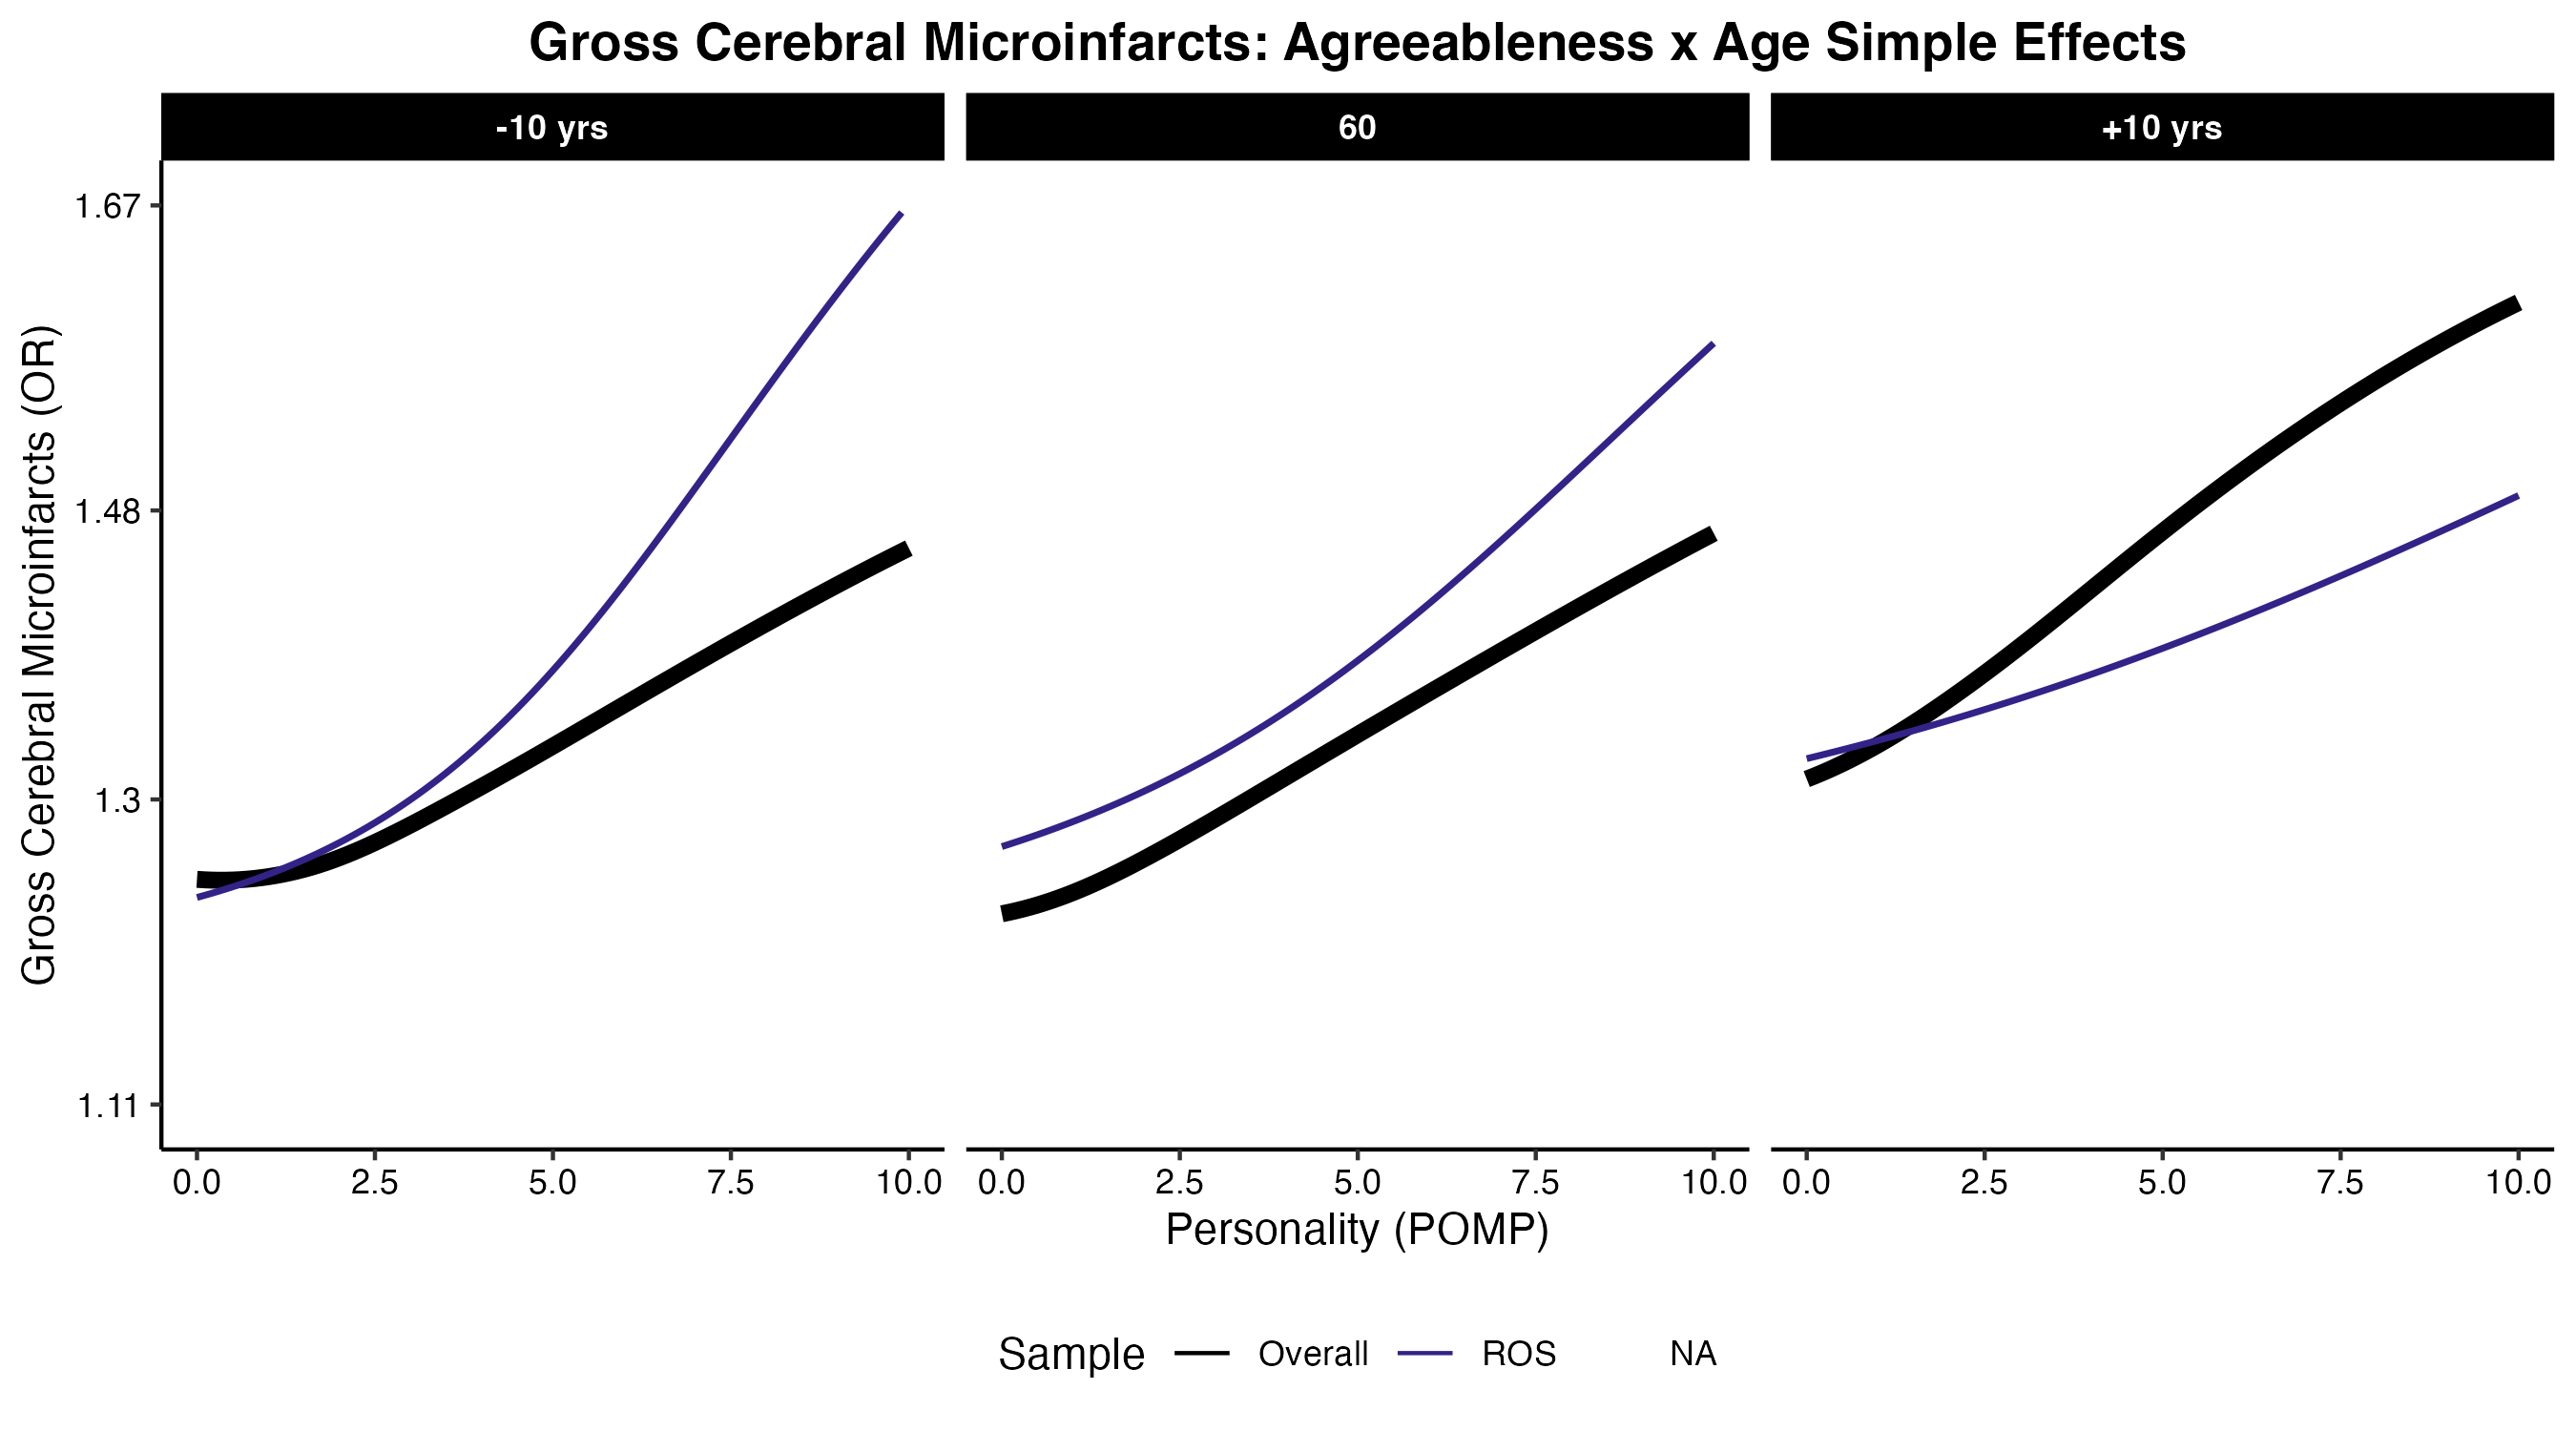 Gross Cerebral Microinfarcts: Agreeableness x Age Simple Effects
-10 yrs 60 +10 yrs
Gross Cerebral Microinfarcts (OR)
1.67
1.48
1.3
1.11
0.0 2.5 5.0 7.5 10.0 0.0 2.5 5.0 7.5 10.0 0.0 2.5 5.0 7.5 10.0
Personality (POMP)
Sample Overall ROS NA